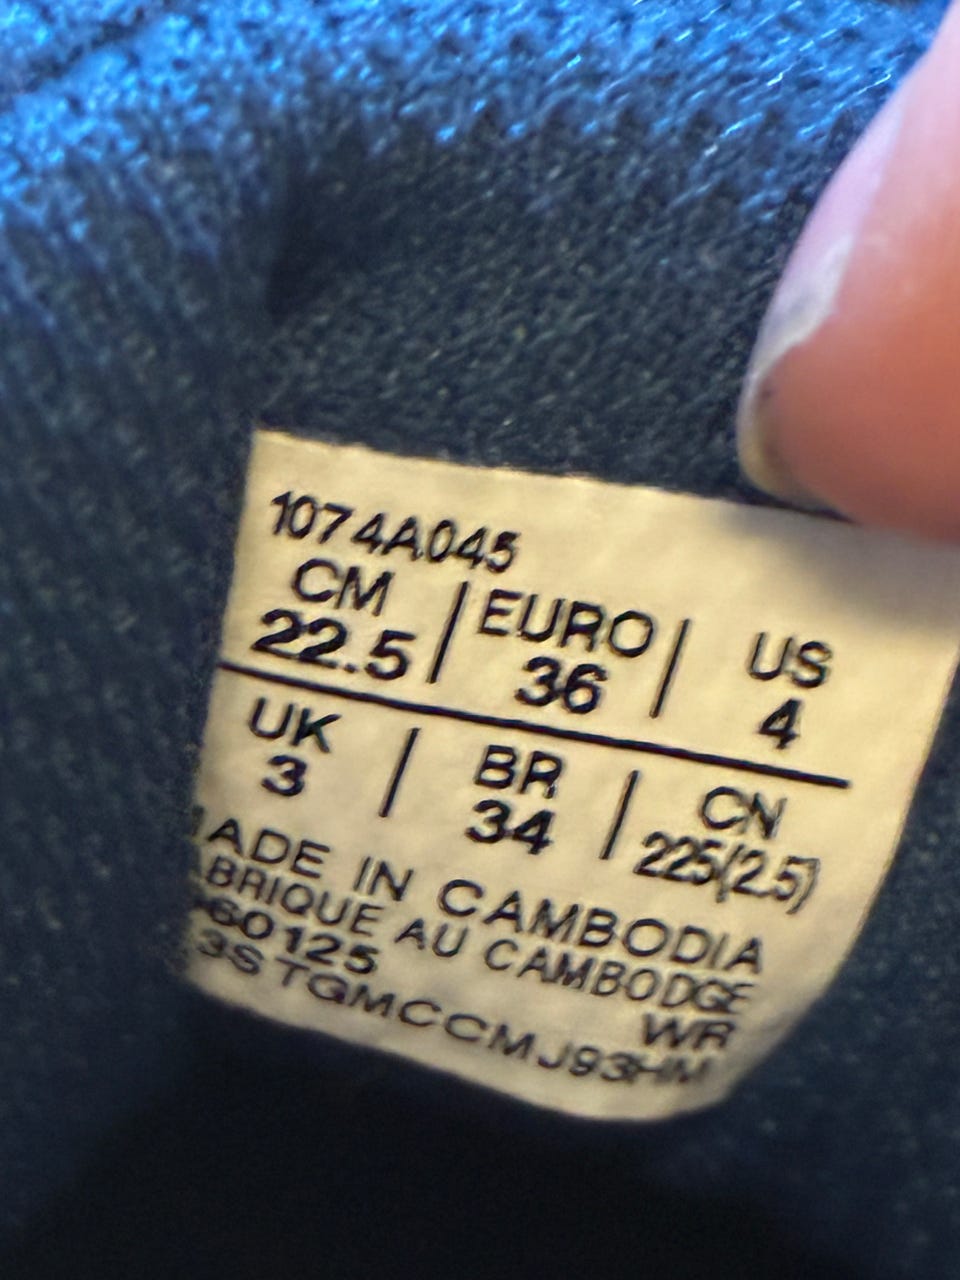 1074A045
CM | EURO | US
22.5 | 36 | 4
UK | BR | CN
3 | 34 | 225(2.5)
ADE IN CAMBODIA
BRIQUE AU CAMBODGE
60125 WR
3STGMCCMJ93HM